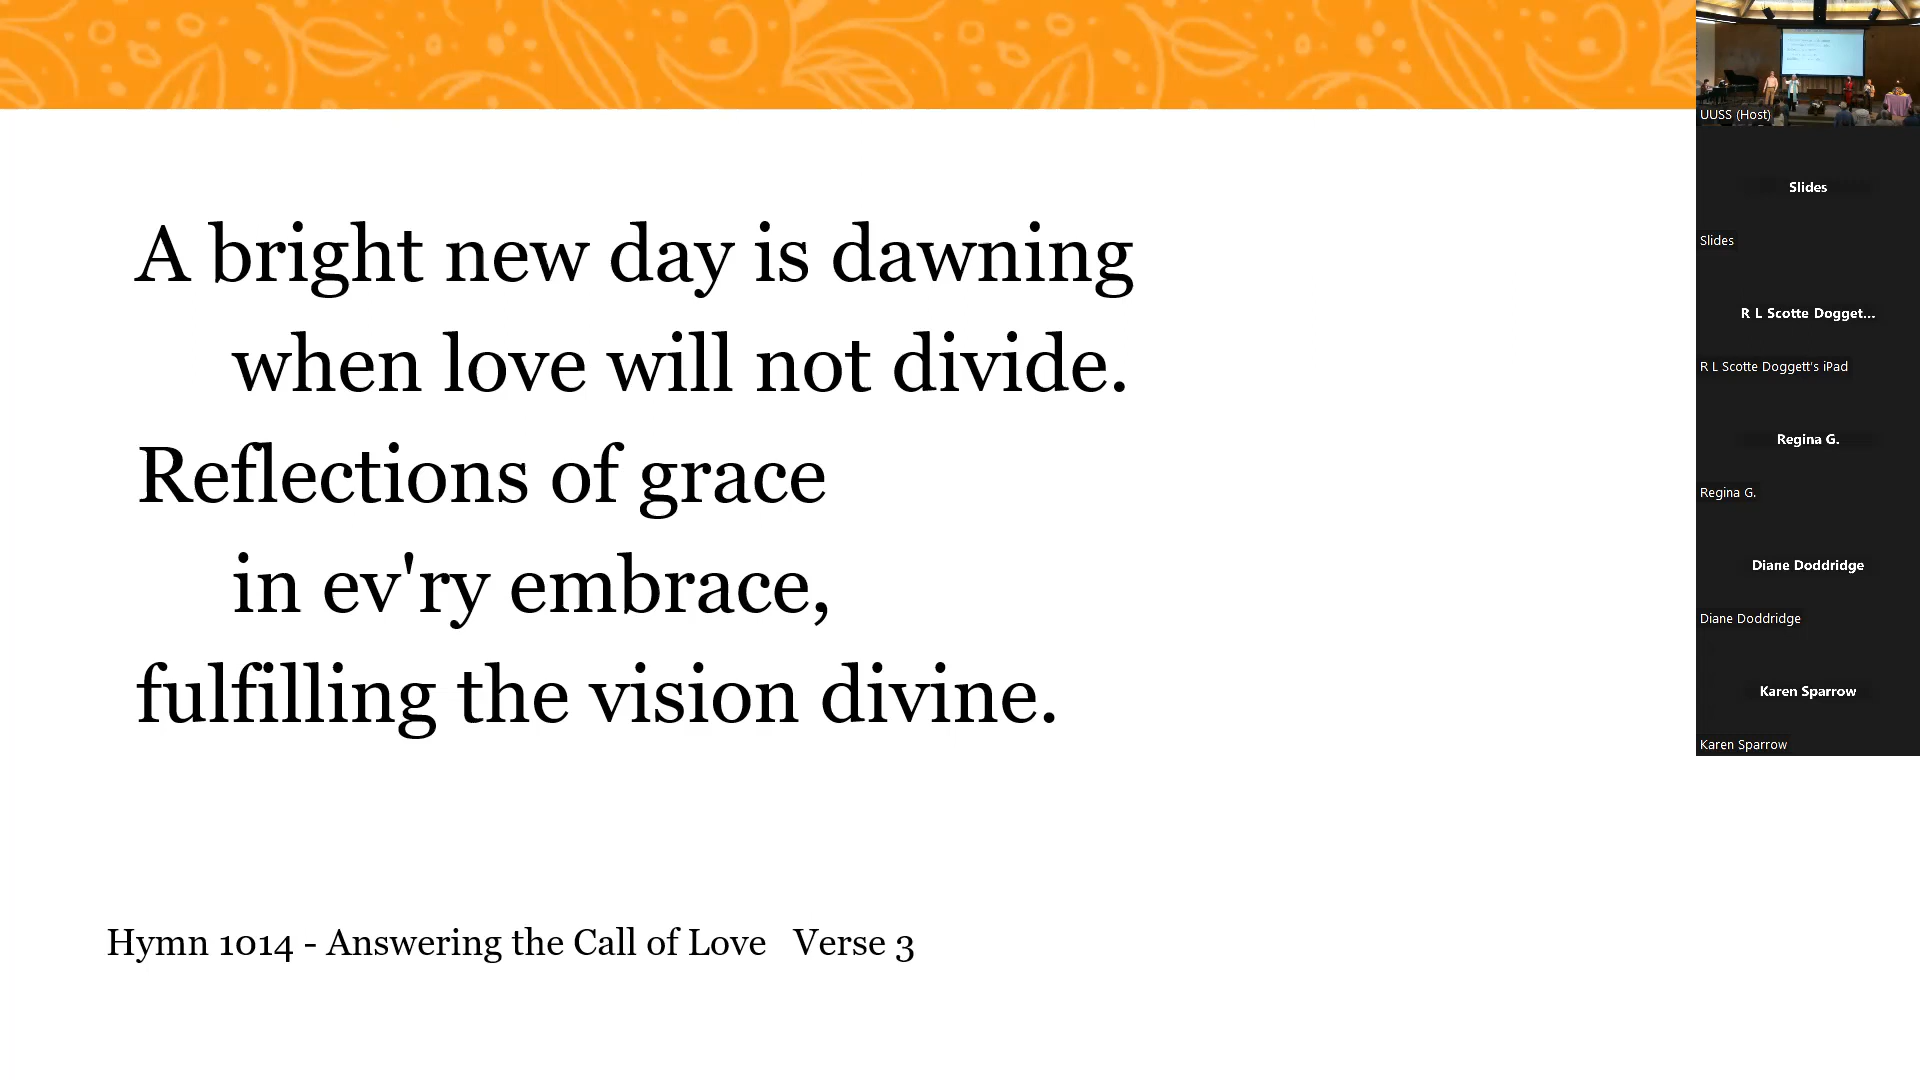 A bright new day is dawning
when love will not divide.
Reflections of grace
in ev'ry embrace,
fulfilling the vision divine.
Hymn 1014 - Answering the Call of Love   Verse 3
UUSS (Host)
Slides
Slides
R L Scotte Dogget...
R L Scotte Doggett's iPad
Regina G.
Regina G.
Diane Doddridge
Diane Doddridge
Karen Sparrow
Karen Sparrow